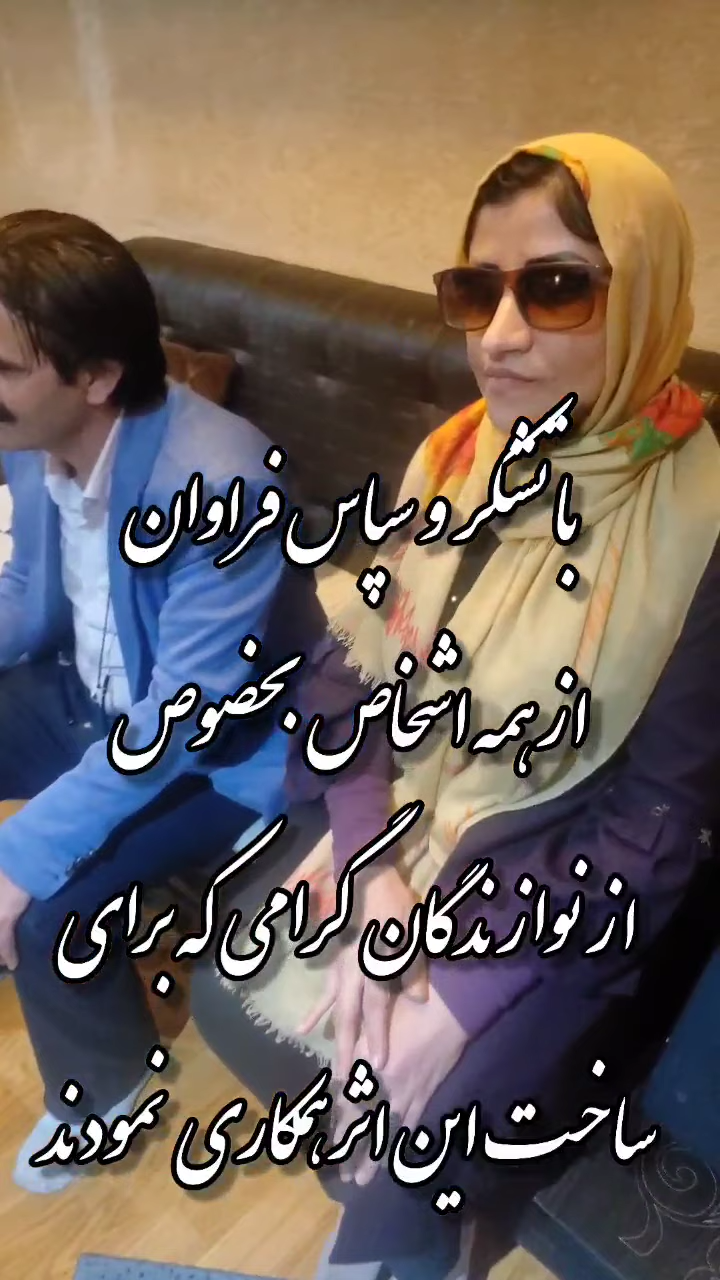 با تشکر و سپاس فراوان
از همه اشخاص بخصوص
از نوازندگان گرامی که برای
ساخت این اثر همکاری نمودند